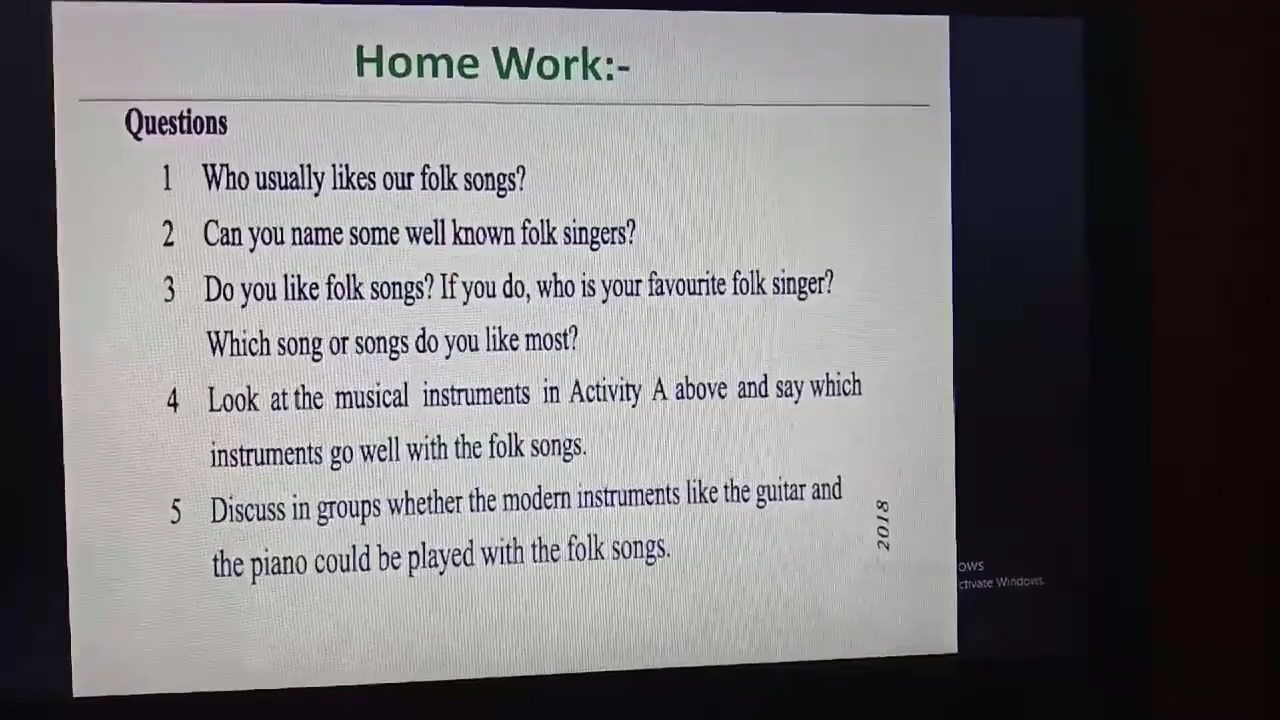 Home Work:-
Questions
1 Who usually likes our folk songs?
2 Can you name some well known folk singers?
3 Do you like folk songs? If you do, who is your favourite folk singer?
Which song or songs do you like most?
4 Look at the musical instruments in Activity A above and say which
instruments go well with the folk songs.
5 Discuss in groups whether the modern instruments like the guitar and
the piano could be played with the folk songs.
2018
ows
ctivate Windows.